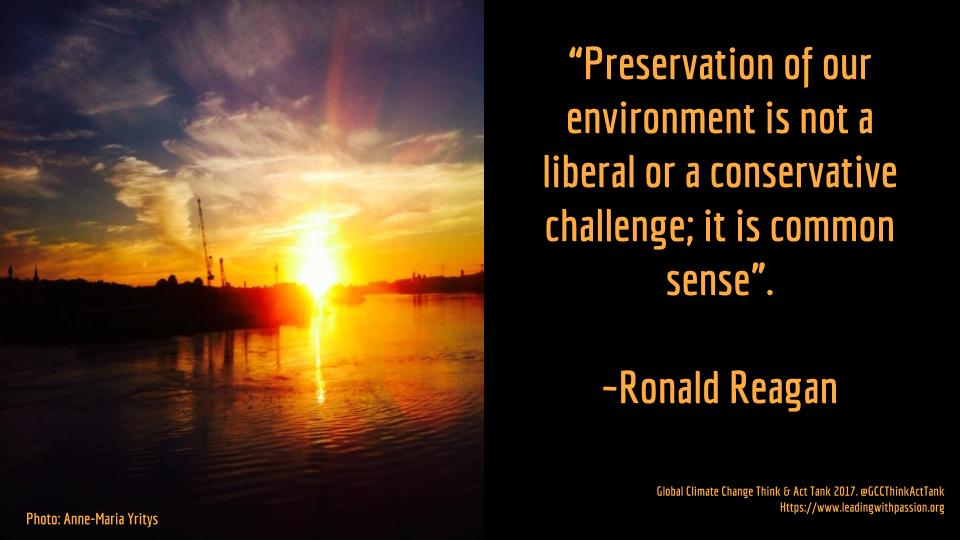 “Preservation of our
environment is not a
liberal or a conservative
challenge; it is common
sense”.
–Ronald Reagan
Global Climate Change Think & Act Tank 2017. @GCCThinkActTank
Https://www.leadingwithpassion.org
Photo: Anne-Maria Yritys